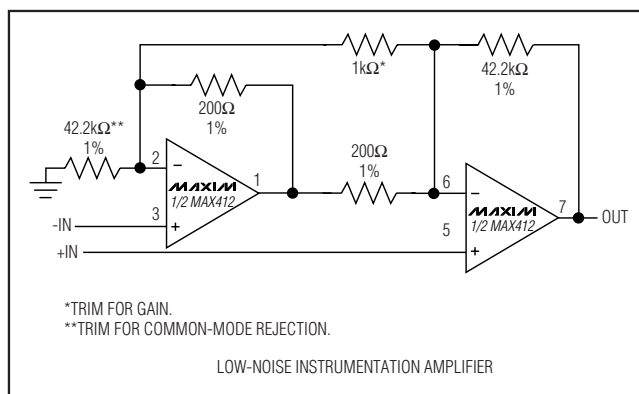 1kΩ*
42.2kΩ
1%
200Ω
1%
42.2kΩ**
1%
200Ω
1%
2
-
1
MAXIM
1/2 MAX412
3
+
6
-
7
MAXIM
1/2 MAX412
5
+
OUT
-IN
+IN
*TRIM FOR GAIN.
**TRIM FOR COMMON-MODE REJECTION.
LOW-NOISE INSTRUMENTATION AMPLIFIER